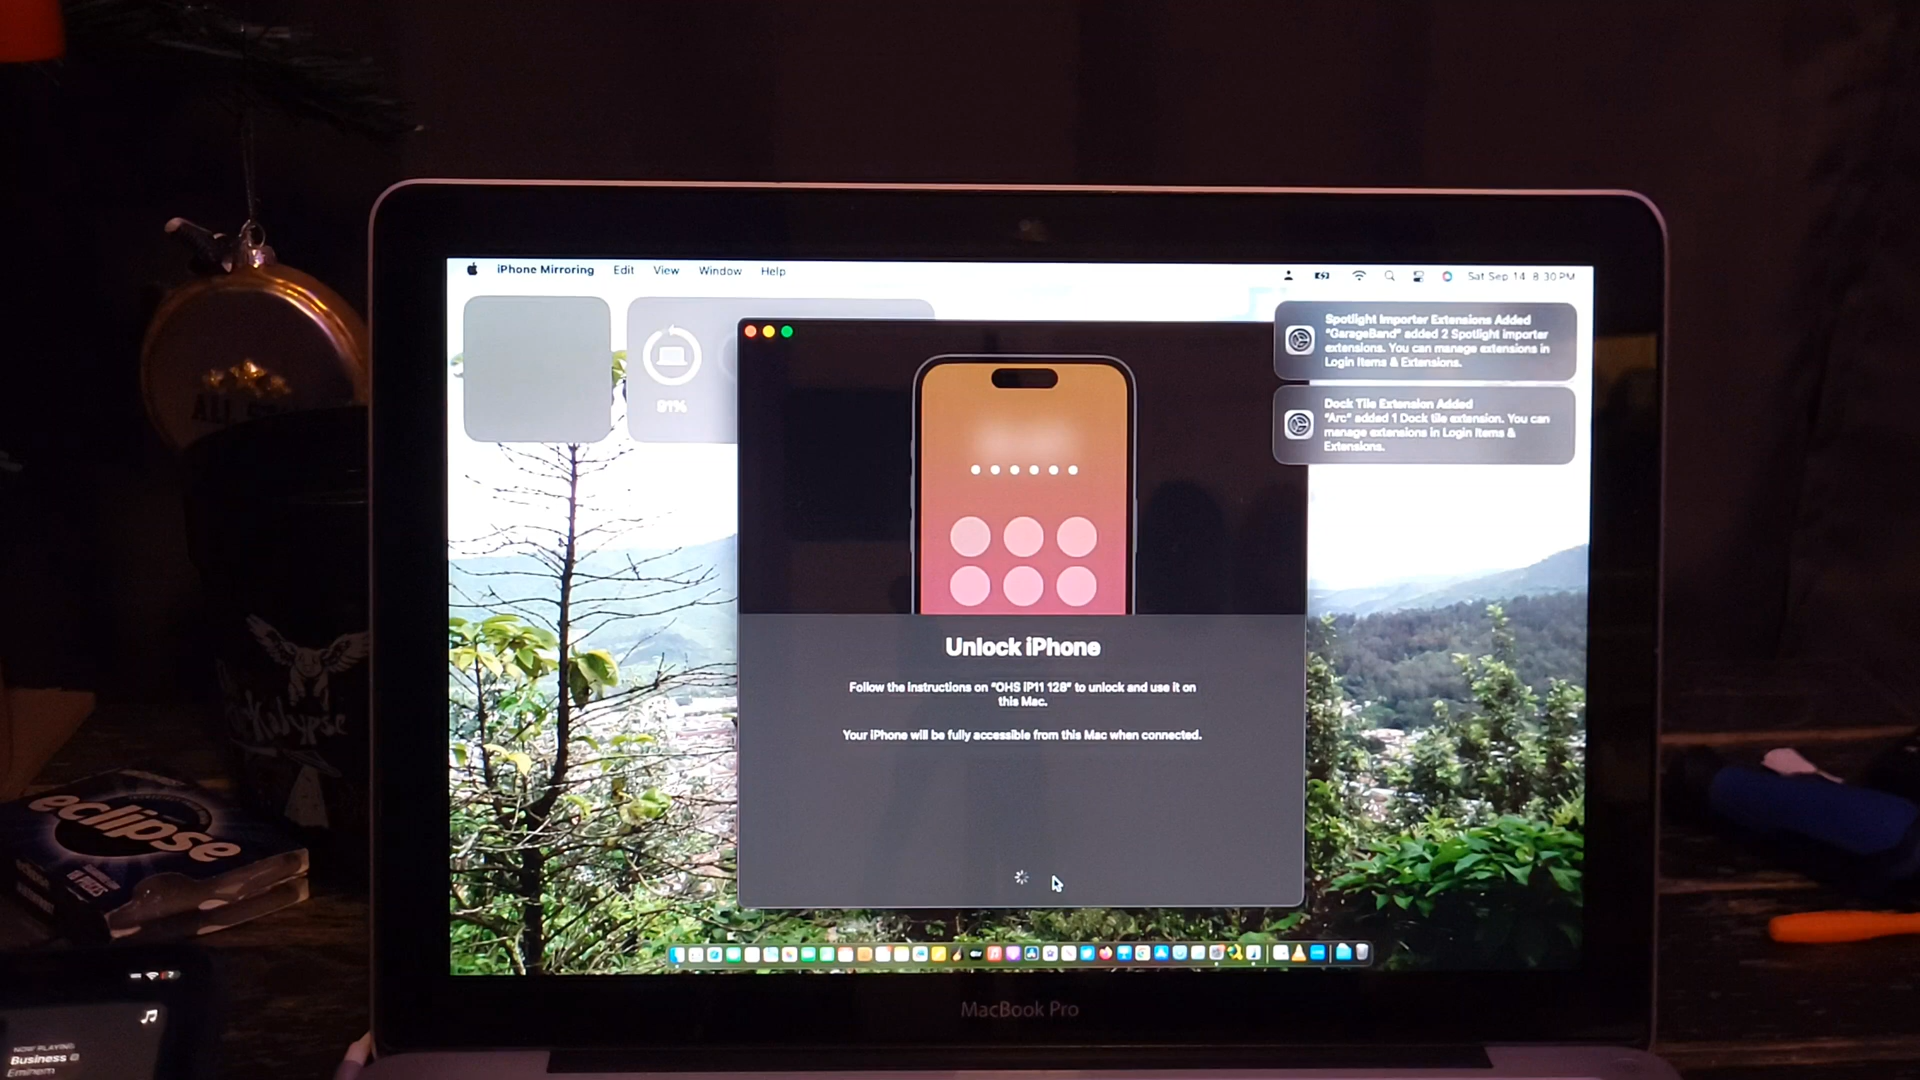 iPhone Mirroring Edit View Window Help
Sat Sep 14 8:30 PM
Spotlight Importer Extensions Added
"GarageBand" added 2 Spotlight importer
extensions. You can manage extensions in
Login Items & Extensions.
Dock Tile Extension Added
"Arc" added 1 Dock tile extension. You can
manage extensions in Login Items &
Extensions.
91%
Unlock iPhone
Follow the instructions on "OHS IP11 128" to unlock and use it on
this Mac.
Your iPhone will be fully accessible from this Mac when connected.
MacBook Pro
eclipse
NOW PLAYING
Business
Eminem